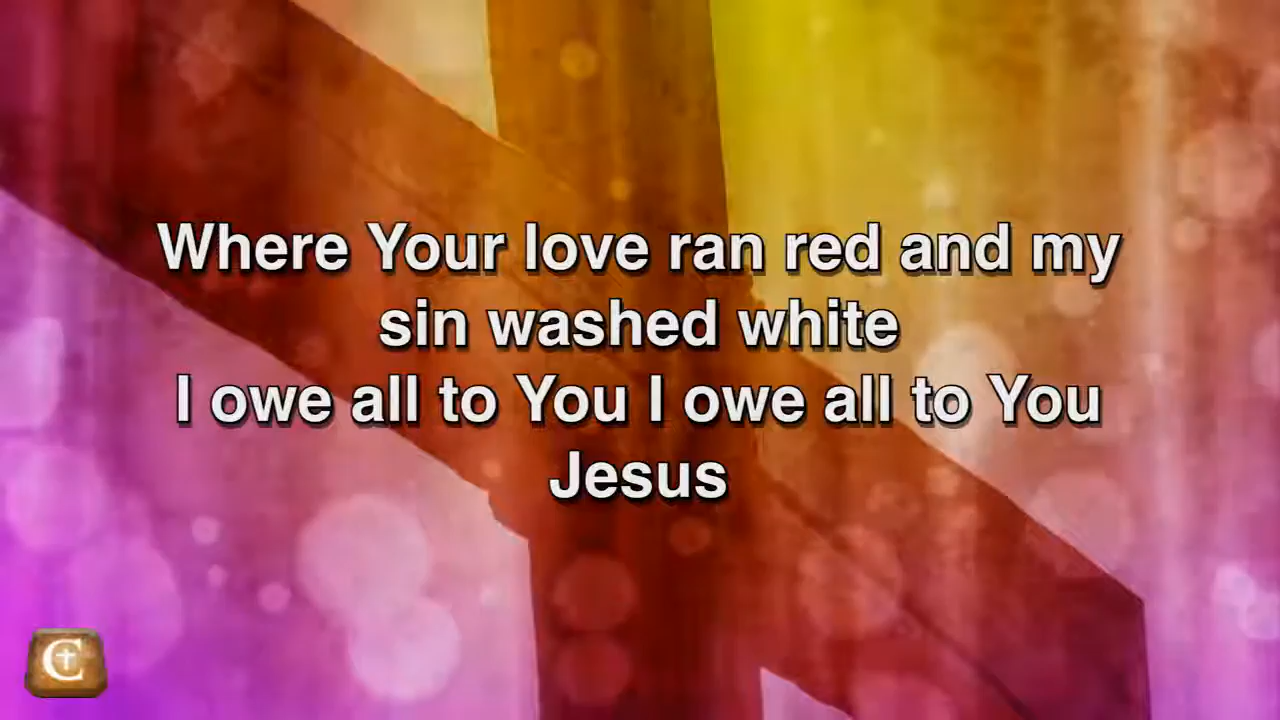 Where Your love ran red and my
sin washed white
I owe all to You I owe all to You
Jesus
C